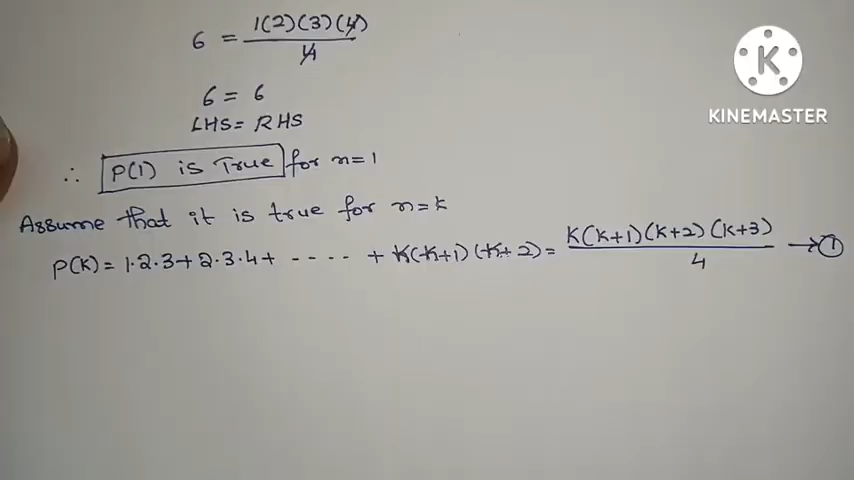 6 = 1(2)(3)(4) / 4
6 = 6
LHS = RHS
∴ P(1) is True for n=1
Assume that it is true for n=k
P(K) = 1.2.3 + 2.3.4 + ----- + k(k+1)(k+2) = K(K+1)(K+2)(K+3) / 4 → ①
K
KINEMASTER